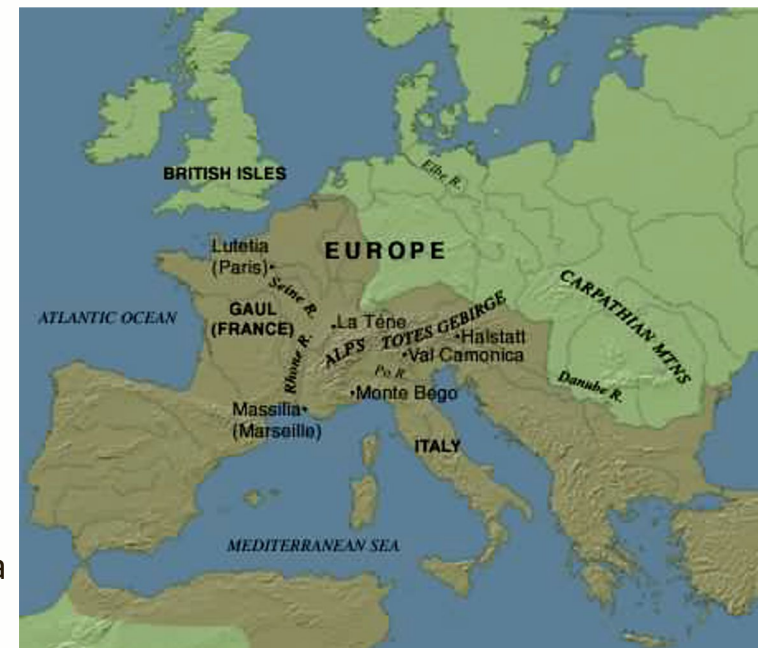 BRITISH ISLES
Elbe R.
Lutetia
(Paris)
EUROPE
Seine R.
CARPATHIAN MTNS
ATLANTIC OCEAN
GAUL
(FRANCE)
La Téne
ALPS TOTES GEBIRGE
Halstatt
Val Camonica
Rhone R.
Po R.
Danube R.
Monte Bego
Massilia
(Marseille)
ITALY
MEDITERRANEAN SEA
a